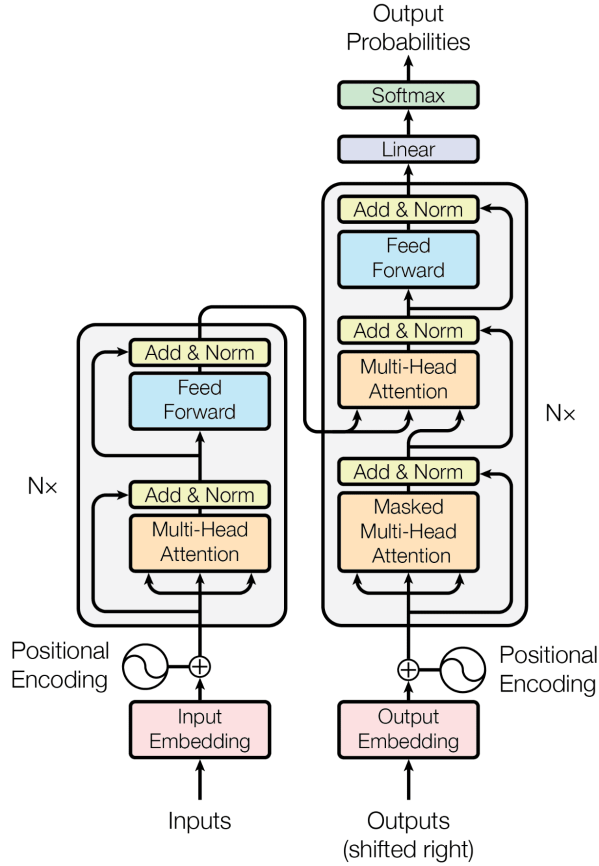 Output
Probabilities
Softmax
Linear
Add & Norm
Feed
Forward
Add & Norm
Multi-Head
Attention
Add & Norm
Masked
Multi-Head
Attention
N×
Add & Norm
Feed
Forward
Add & Norm
Multi-Head
Attention
N×
Positional
Encoding
Positional
Encoding
Input
Embedding
Output
Embedding
Inputs
Outputs
(shifted right)